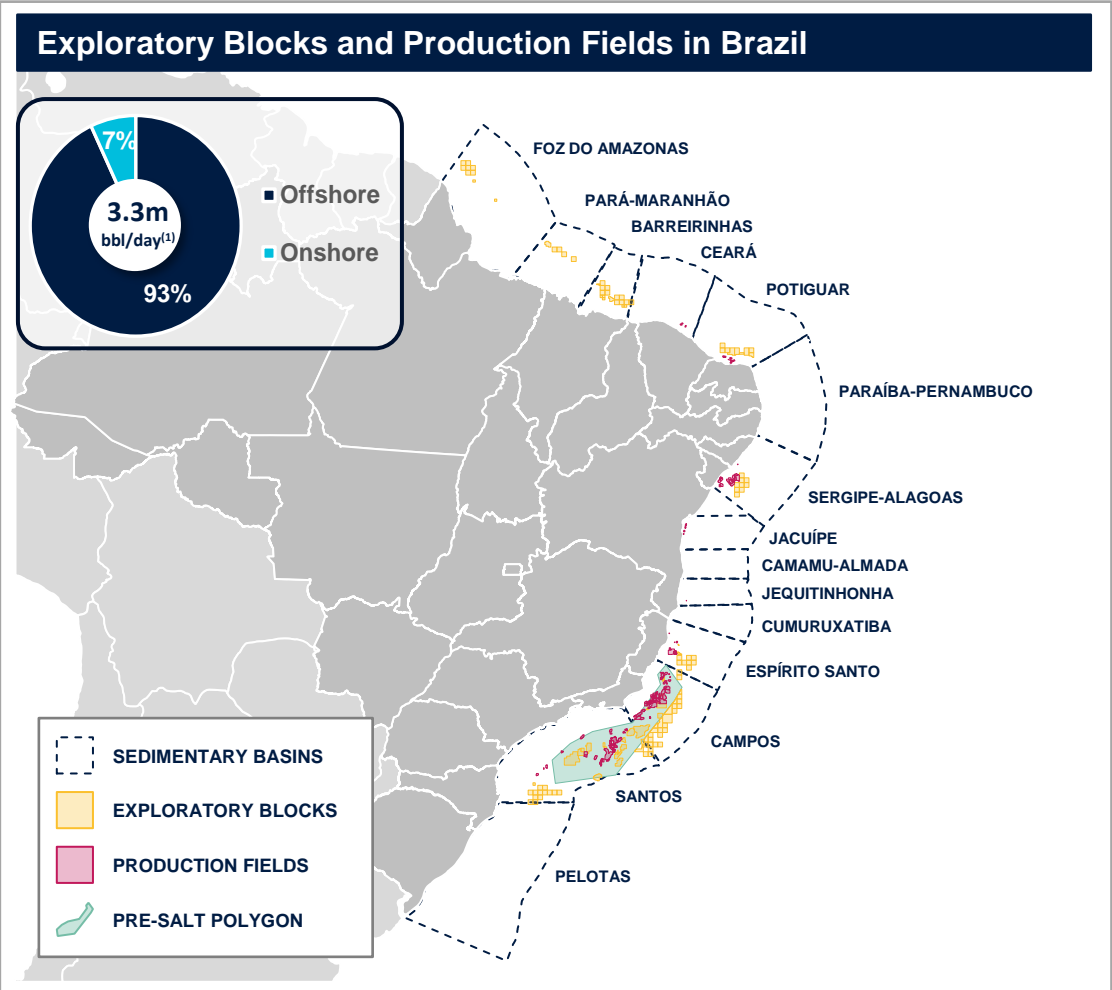 Exploratory Blocks and Production Fields in Brazil
7%
3.3m
bbl/day(1)
93%
Offshore
Onshore
FOZ DO AMAZONAS
PARÁ-MARANHÃO
BARREIRINHAS
CEARÁ
POTIGUAR
PARAÍBA-PERNAMBUCO
SERGIPE-ALAGOAS
JACUÍPE
CAMAMU-ALMADA
JEQUITINHONHA
CUMURUXATIBA
ESPÍRITO SANTO
CAMPOS
SANTOS
PELOTAS
SEDIMENTARY BASINS
EXPLORATORY BLOCKS
PRODUCTION FIELDS
PRE-SALT POLYGON